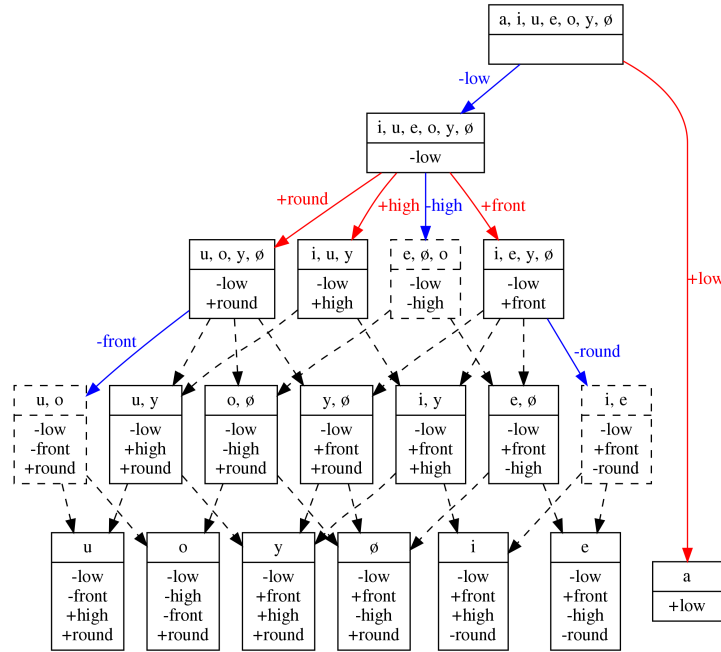 a, i, u, e, o, y, ø
-low
i, u, e, o, y, ø
-low
+round
+high
-high
+front
u, o, y, ø
-low
+round
i, u, y
-low
+high
e, ø, o
-low
-high
i, e, y, ø
-low
+front
+low
-front
-round
u, o
-low
-front
+round
u, y
-low
+high
+round
o, ø
-low
-high
+round
y, ø
-low
+front
+round
i, y
-low
+front
+high
e, ø
-low
+front
-high
i, e
-low
+front
-round
u
-low
-front
+high
+round
o
-low
-high
-front
+round
y
-low
+front
+high
+round
ø
-low
+front
-high
+round
i
-low
+front
+high
-round
e
-low
+front
-high
-round
a
+low